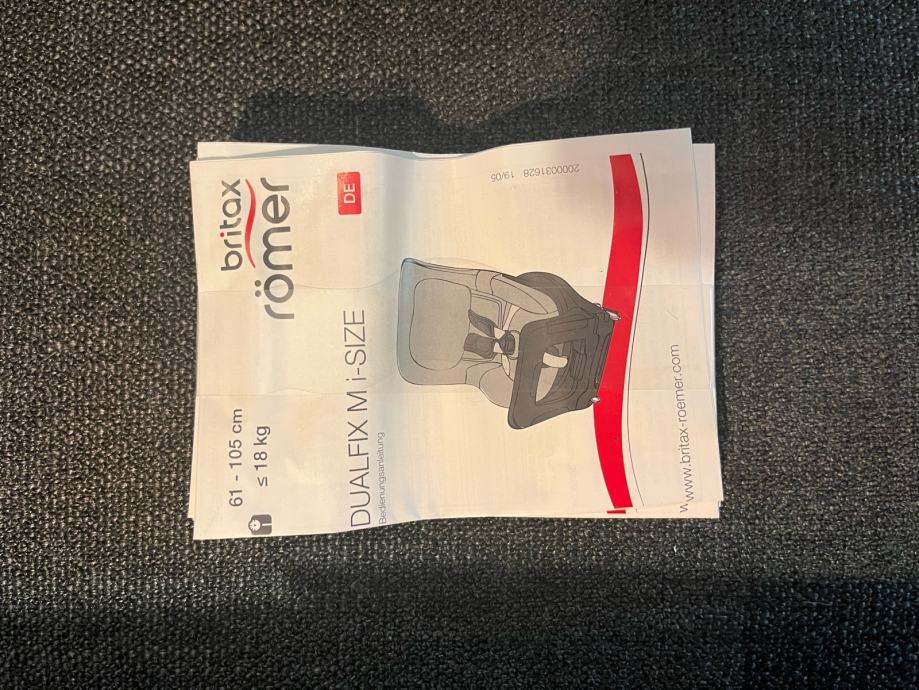 61 - 105 cm
≤ 18 kg
britax
römer
DE
DUALFIX M i-SIZE
Bedienungsanleitung
2000031628 19/05
www.britax-roemer.com